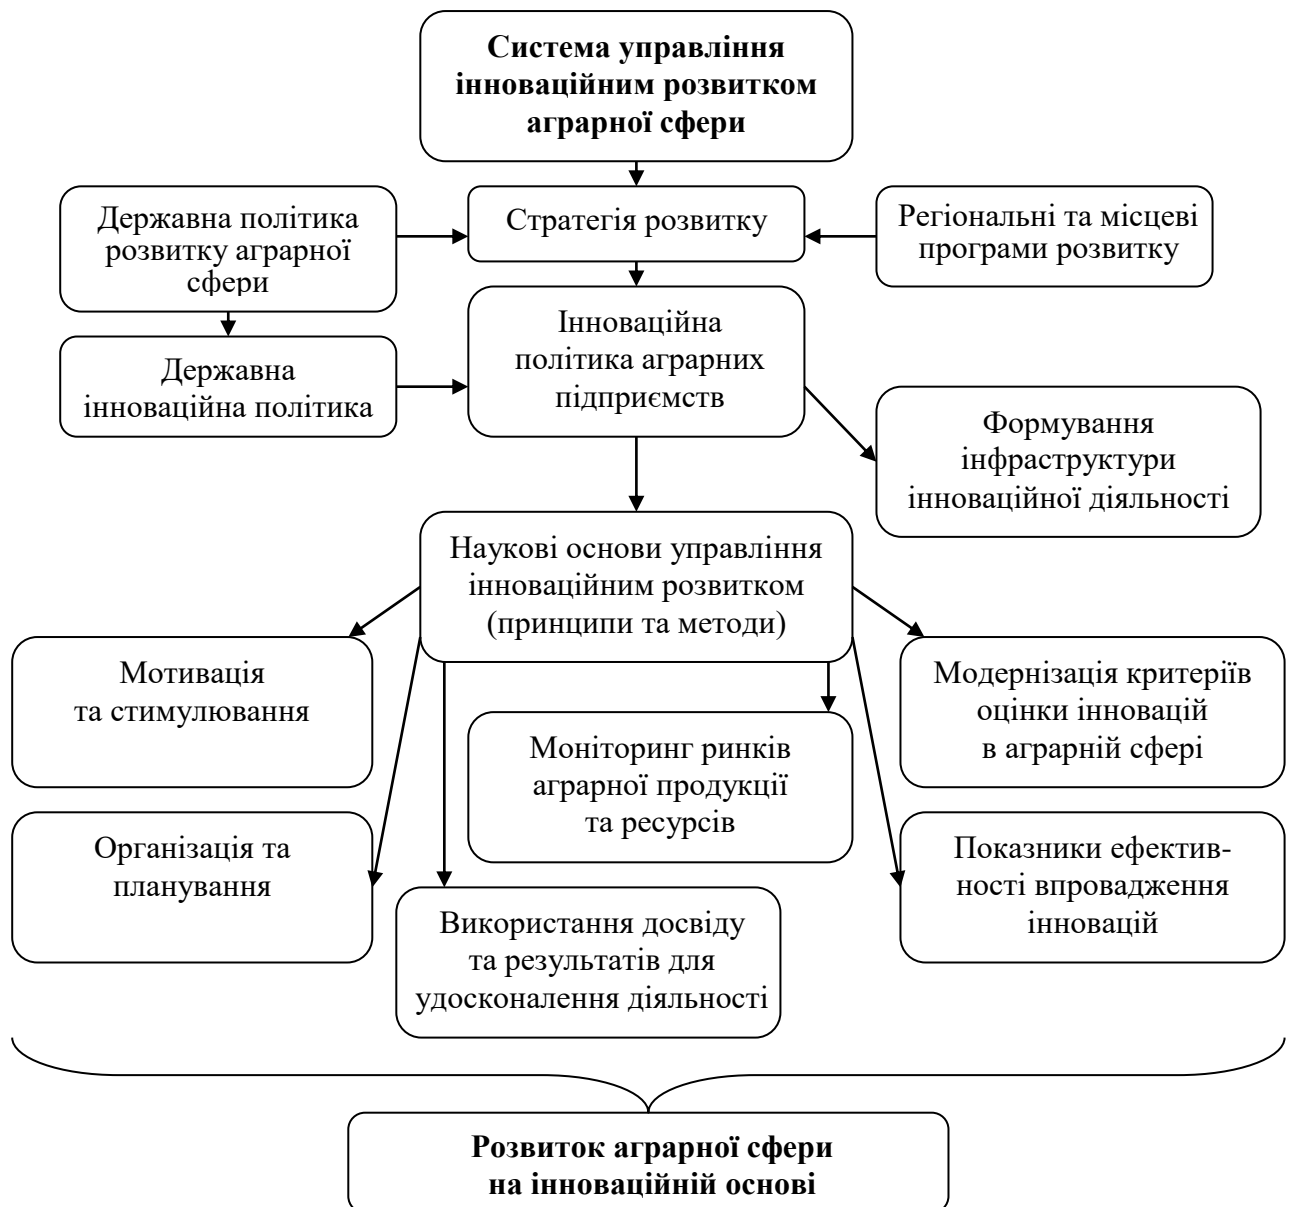 Система управління
інноваційним розвитком
аграрної сфери
Державна політика
розвитку аграрної
сфери
Стратегія розвитку
Регіональні та місцеві
програми розвитку
Державна
інноваційна політика
Інноваційна
політика аграрних
підприємств
Формування
інфраструктури
інноваційної діяльності
Наукові основи управління
інноваційним розвитком
(принципи та методи)
Мотивація
та стимулювання
Моніторинг ринків
аграрної продукції
та ресурсів
Модернізація критеріїв
оцінки інновацій
в аграрній сфері
Організація та
планування
Використання досвіду
та результатів для
удосконалення діяльності
Показники ефектив-
ності впровадження
інновацій
Розвиток аграрної сфери
на інноваційній основі